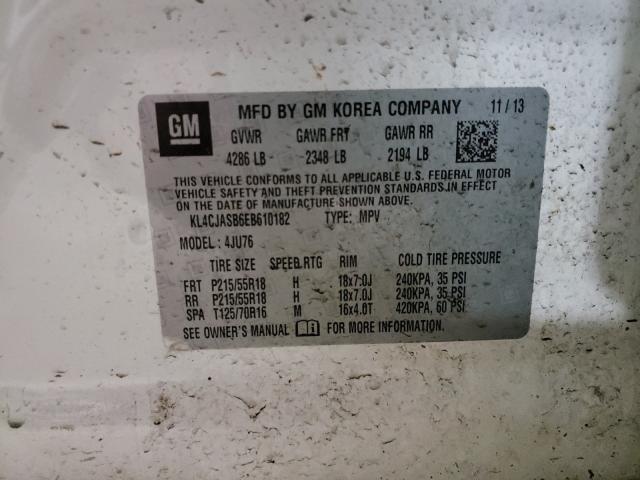 GM MFD BY GM KOREA COMPANY 11/13
GVWR GAWR FRT GAWR RR
4286 LB 2348 LB 2194 LB
THIS VEHICLE CONFORMS TO ALL APPLICABLE U.S. FEDERAL MOTOR
VEHICLE SAFETY AND THEFT PREVENTION STANDARDS IN EFFECT
ON THE DATE OF MANUFACTURE SHOWN ABOVE.
KL4CJASB6EB610182 TYPE: MPV
MODEL: 4JU76
TIRE SIZE SPEED RTG RIM COLD TIRE PRESSURE
FRT P215/55R18 H 18x7.0J 240KPA, 35 PSI
RR P215/55R18 H 18x7.0J 240KPA, 35 PSI
SPA T125/70R16 M 16x4.0T 420KPA, 60 PSI
SEE OWNER'S MANUAL FOR MORE INFORMATION.